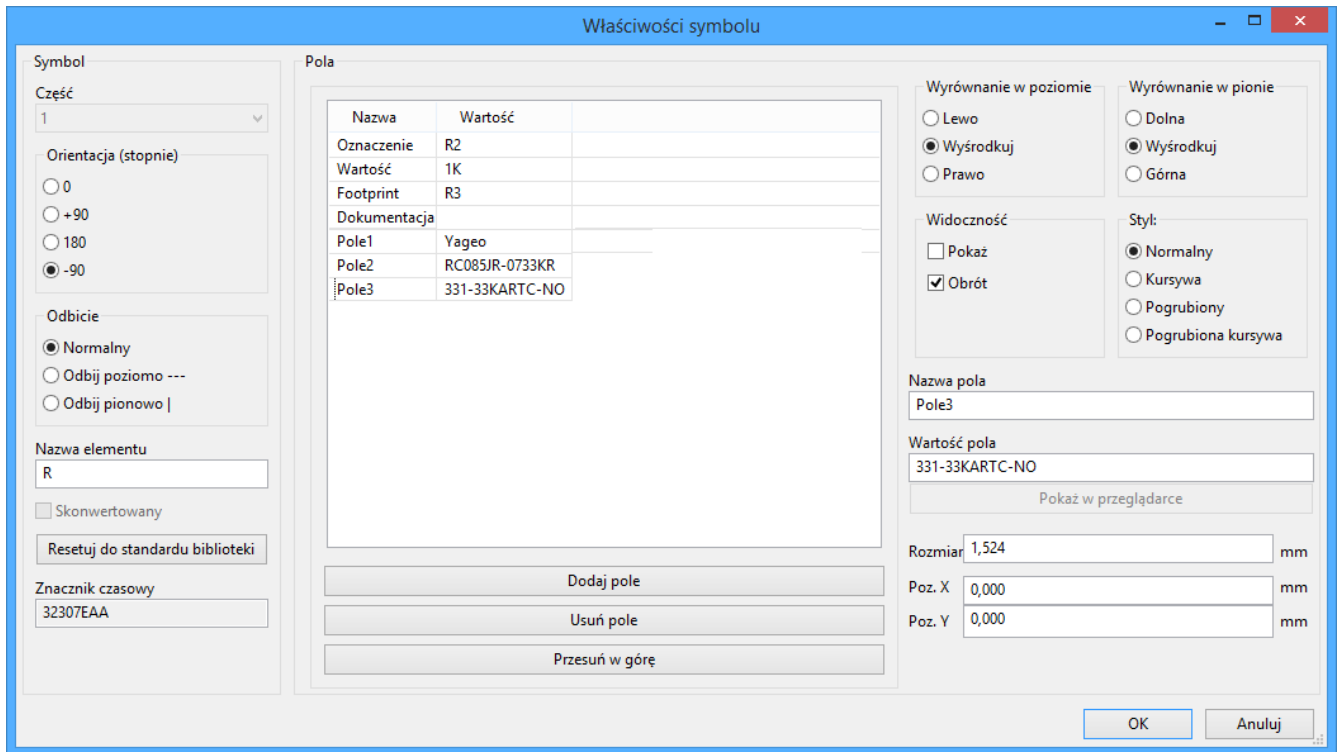 Właściwości symbolu
Symbol
Część
1
Orientacja (stopnie)
0
+90
180
-90
Odbicie
Normalny
Odbij poziomo ---
Odbij pionowo |
Nazwa elementu
R
Skonwertowany
Resetuj do standardu biblioteki
Znacznik czasowy
32307EAA
Pola
Nazwa Wartość
Oznaczenie R2
Wartość 1K
Footprint R3
Dokumentacja
Pole1 Yageo
Pole2 RC085JR-0733KR
Pole3 331-33KARTC-NO
Dodaj pole
Usuń pole
Przesuń w górę
Wyrównanie w poziomie
Lewo
Wyśrodkuj
Prawo
Wyrównanie w pionie
Dolna
Wyśrodkuj
Górna
Widoczność
Pokaż
Obrót
Styl:
Normalny
Kursywa
Pogrubiony
Pogrubiona kursywa
Nazwa pola
Pole3
Wartość pola
331-33KARTC-NO
Pokaż w przeglądarce
Rozmiar 1,524 mm
Poz. X 0,000 mm
Poz. Y 0,000 mm
OK Anuluj